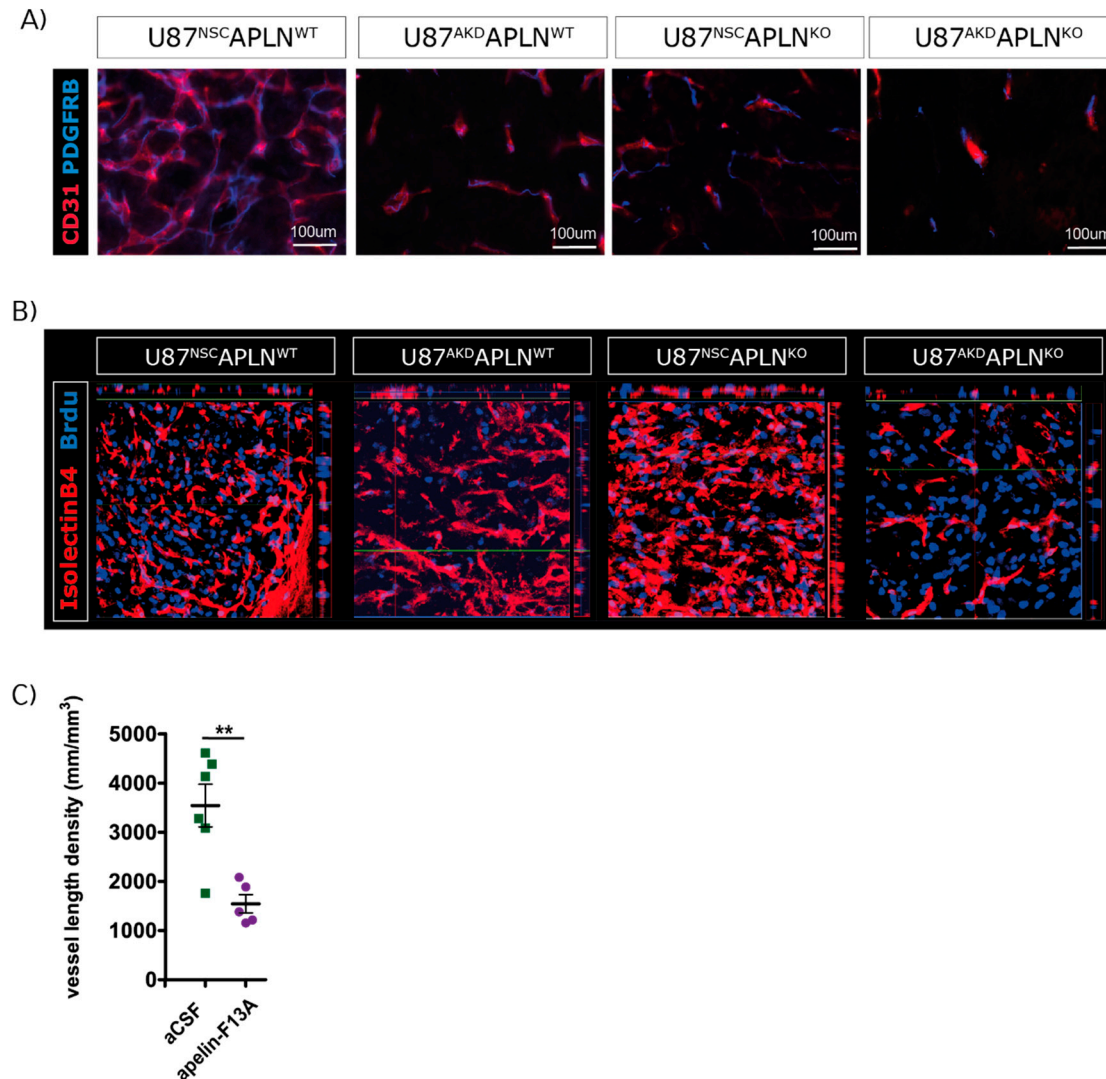 A)
U87NSCAPLNWT U87AKDAPLNWT U87NSCAPLNKO U87AKDAPLNKO
CD31 PDGFRB
100um 100um 100um 100um
B)
U87NSCAPLNWT U87AKDAPLNWT U87NSCAPLNKO U87AKDAPLNKO
IsolectinB4 Brdu
C)
vessel length density (mm/mm3)
**
5000
4000
3000
2000
1000
0
aCSF
apelin-F13A